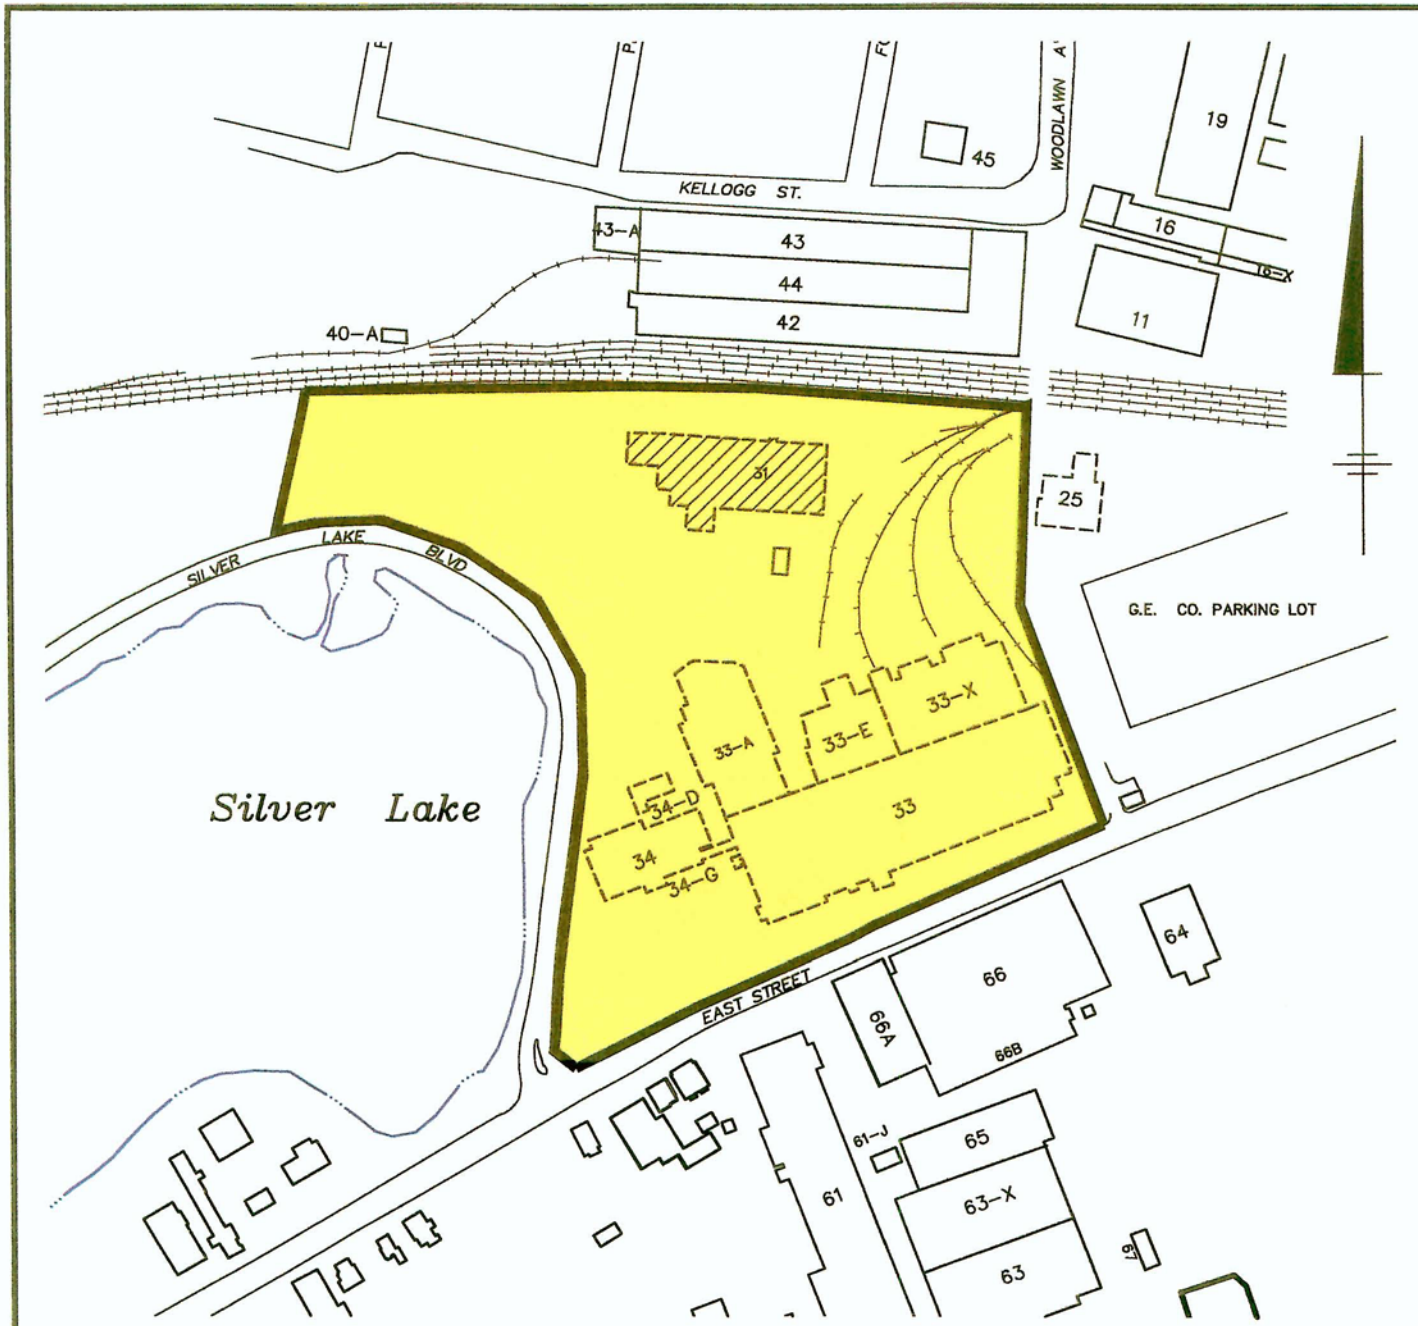 WOODLAWN
19
45
KELLOGG ST.
43-A
43
16
16-X
44
40-A
42
11
31
25
SILVER LAKE BLVD
G.E. CO. PARKING LOT
33-X
33-E
33-A
Silver Lake
34-D
33
34
34-G
EAST STREET
64
66
66A
66B
61-J
65
61
63-X
67
63